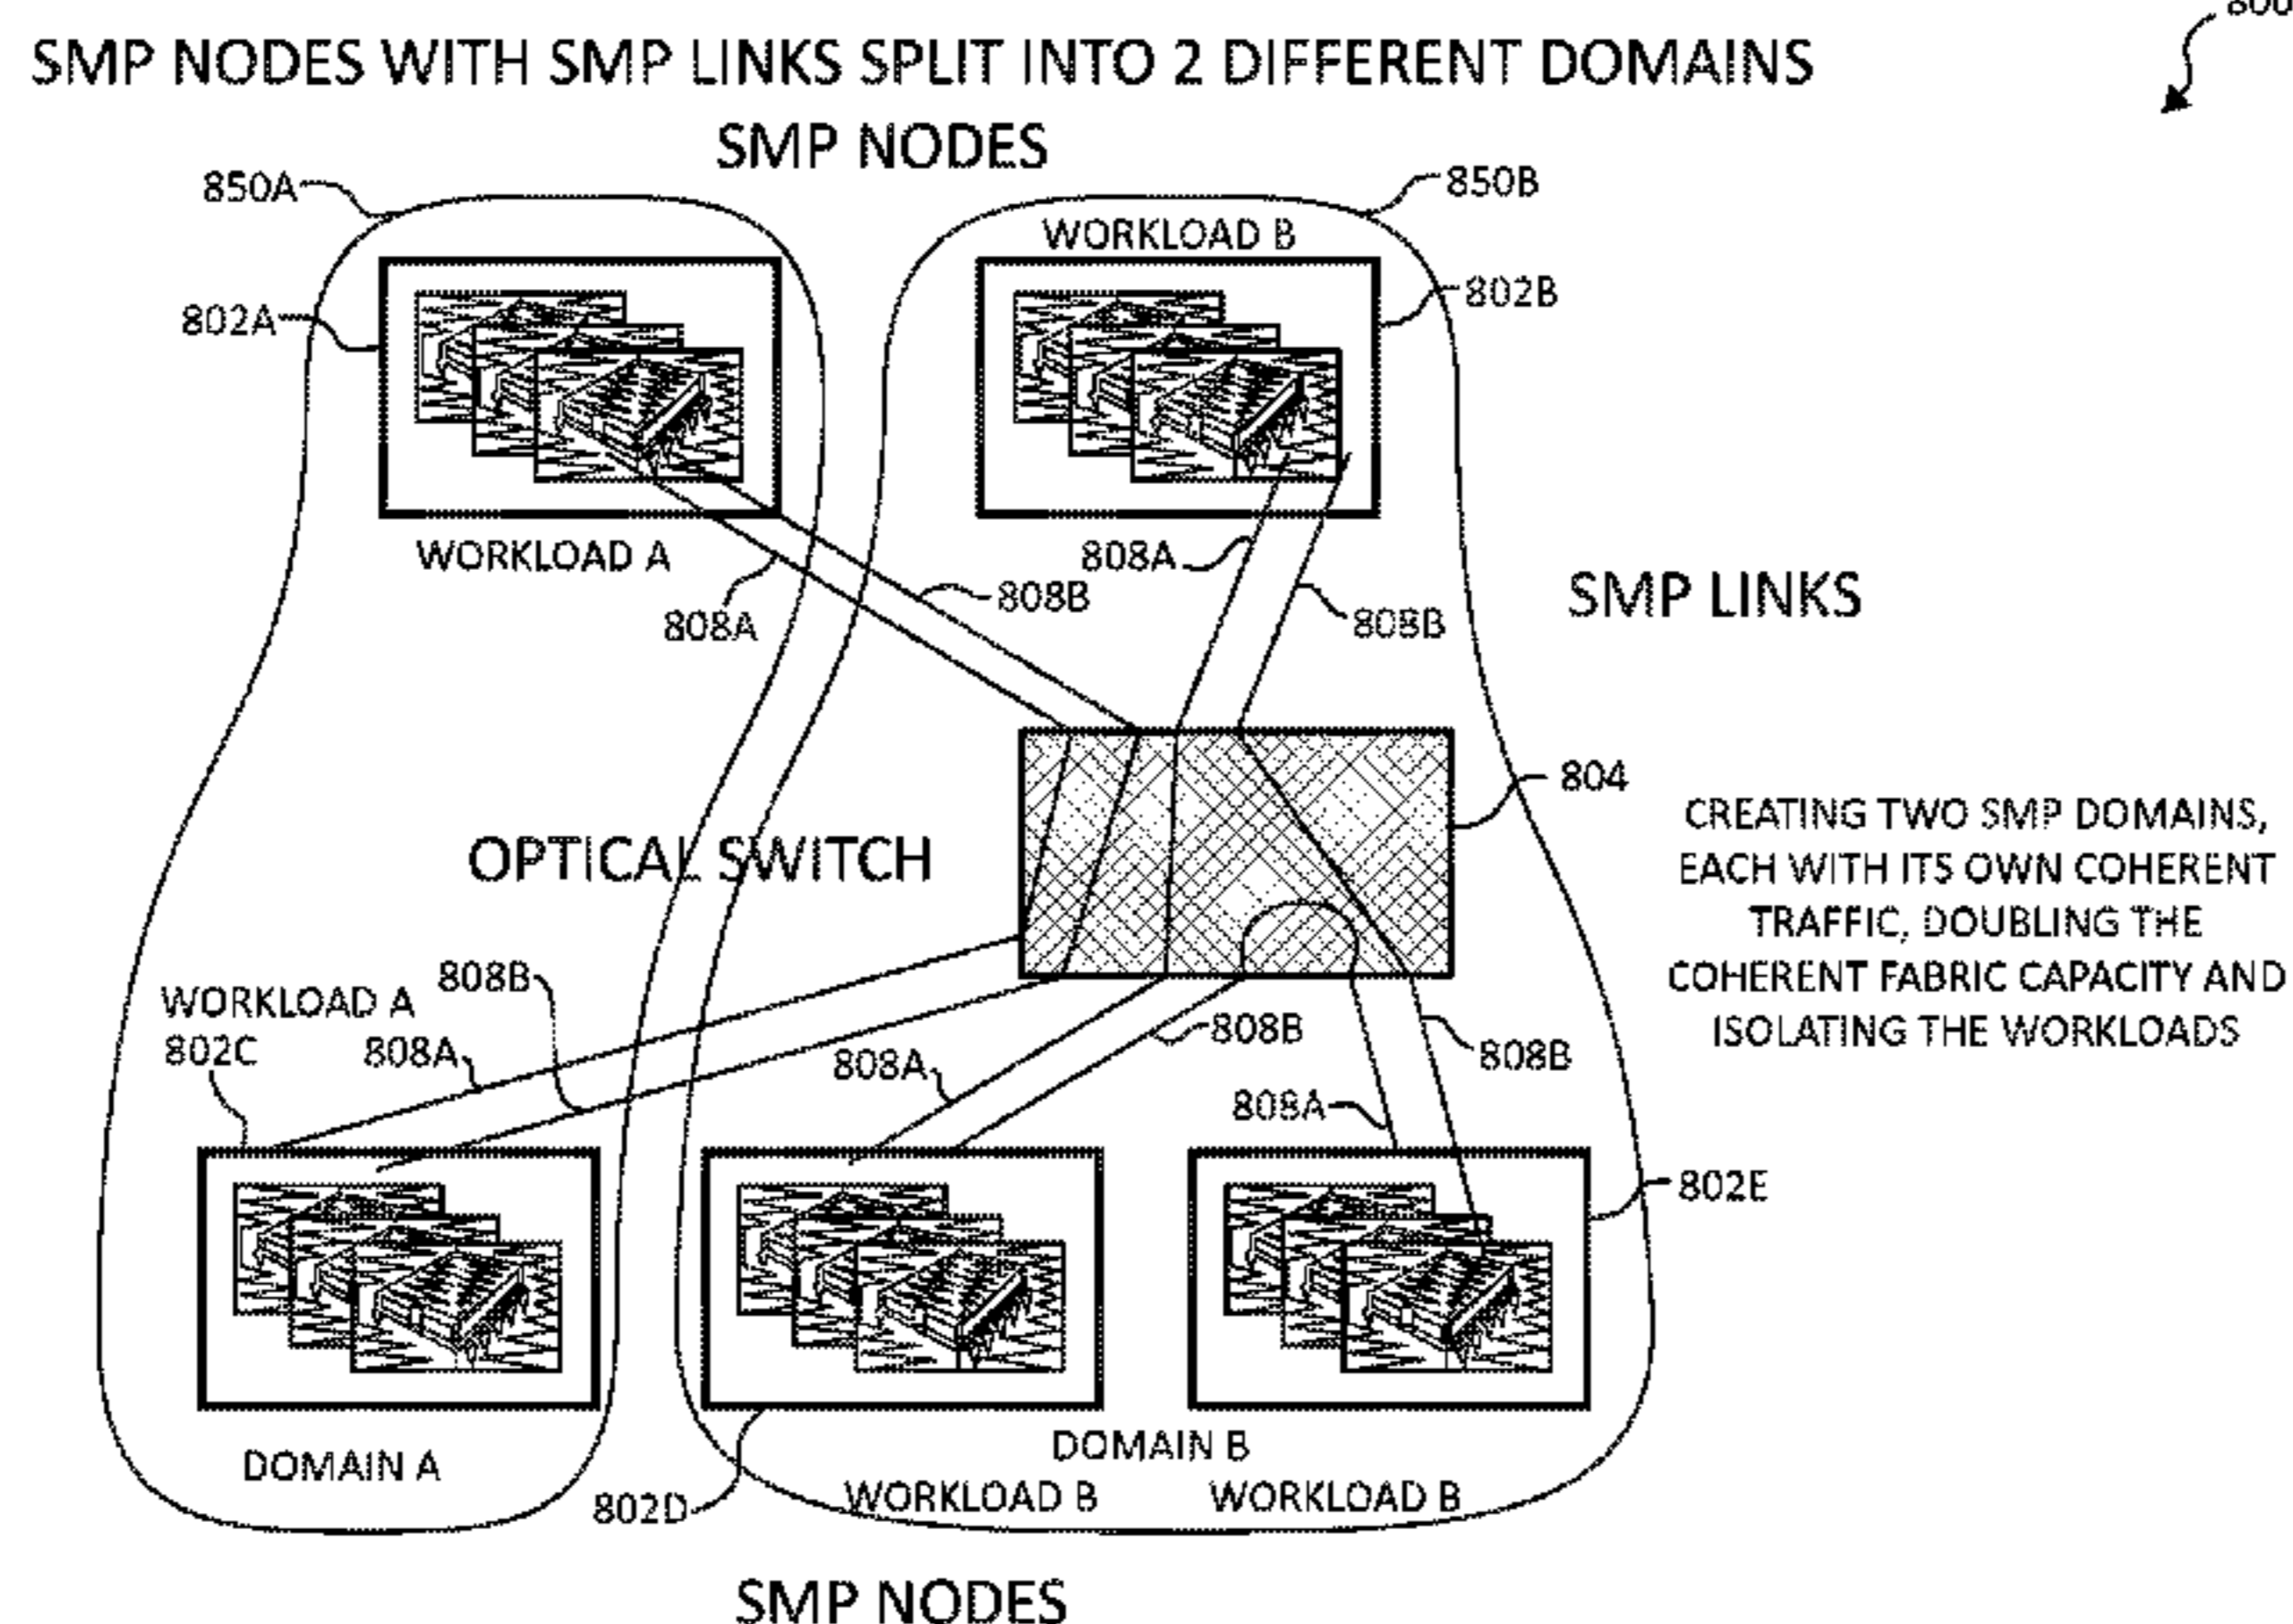 800
SMP NODES WITH SMP LINKS SPLIT INTO 2 DIFFERENT DOMAINS
SMP NODES
850A
850B
WORKLOAD B
802A
802B
WORKLOAD A
808A
808B
808A
808B
SMP LINKS
804
OPTICAL SWITCH
CREATING TWO SMP DOMAINS,
EACH WITH ITS OWN COHERENT
TRAFFIC, DOUBLING THE
COHERENT FABRIC CAPACITY AND
ISOLATING THE WORKLOADS
WORKLOAD A
802C
808A
808B
808A
808B
808A
808B
802E
DOMAIN A
DOMAIN B
802D
WORKLOAD B
WORKLOAD B
SMP NODES